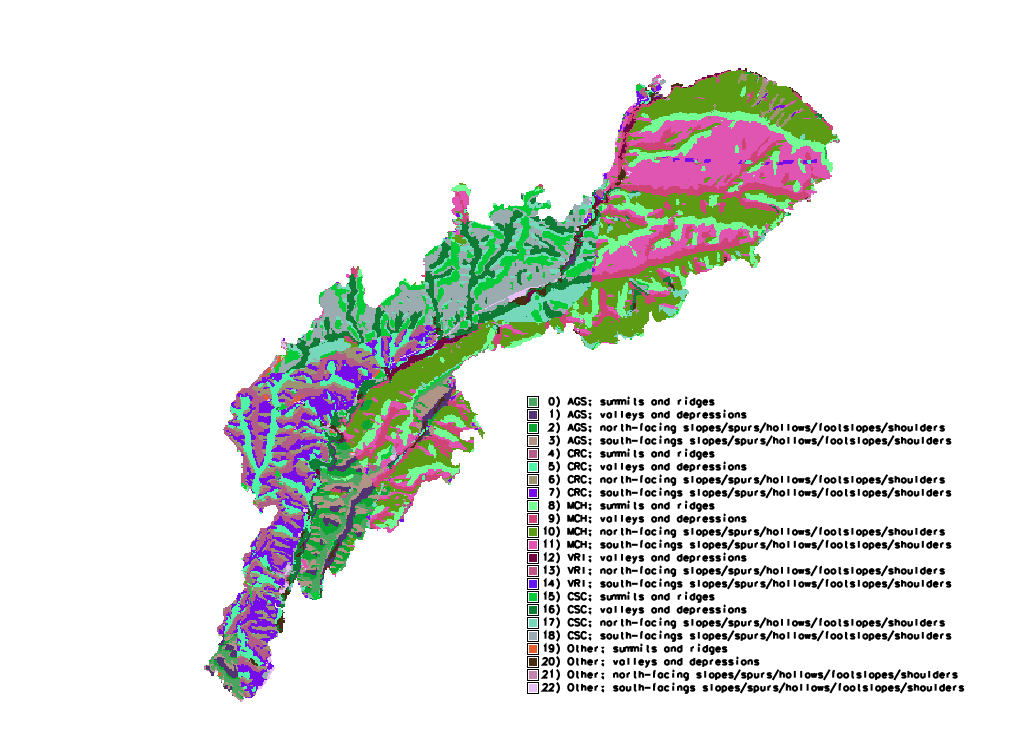 0) AGS; summits and ridges
1) AGS; valleys and depressions
2) AGS; north-facing slopes/spurs/hollows/footslopes/shoulders
3) AGS; south-facings slopes/spurs/hollows/footslopes/shoulders
4) CRC; summits and ridges
5) CRC; valleys and depressions
6) CRC; north-facing slopes/spurs/hollows/footslopes/shoulders
7) CRC; south-facings slopes/spurs/hollows/footslopes/shoulders
8) MCH; summits and ridges
9) MCH; valleys and depressions
10) MCH; north-facing slopes/spurs/hollows/footslopes/shoulders
11) MCH; south-facings slopes/spurs/hollows/footslopes/shoulders
12) VRI; valleys and depressions
13) VRI; north-facing slopes/spurs/hollows/footslopes/shoulders
14) VRI; south-facings slopes/spurs/hollows/footslopes/shoulders
15) CSC; summits and ridges
16) CSC; valleys and depressions
17) CSC; north-facing slopes/spurs/hollows/footslopes/shoulders
18) CSC; south-facings slopes/spurs/hollows/footslopes/shoulders
19) Other; summits and ridges
20) Other; valleys and depressions
21) Other; north-facing slopes/spurs/hollows/footslopes/shoulders
22) Other; south-facings slopes/spurs/hollows/footslopes/shoulders